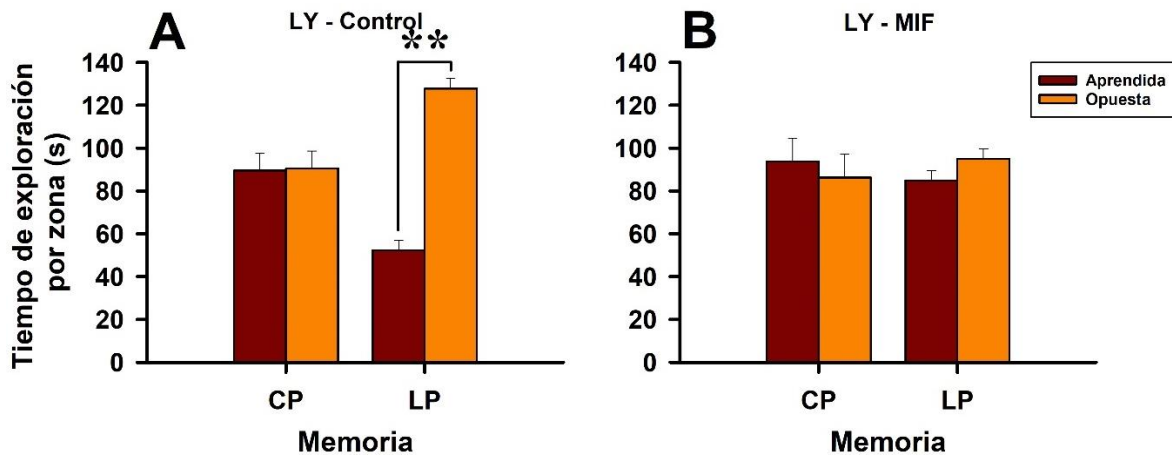 A
LY - Control
**
Tiempo de exploración
por zona (s)
140
120
100
80
60
40
20
0
CP
LP
Memoria
B
LY - MIF
140
120
100
80
60
40
20
0
CP
LP
Memoria
Aprendida
Opuesta